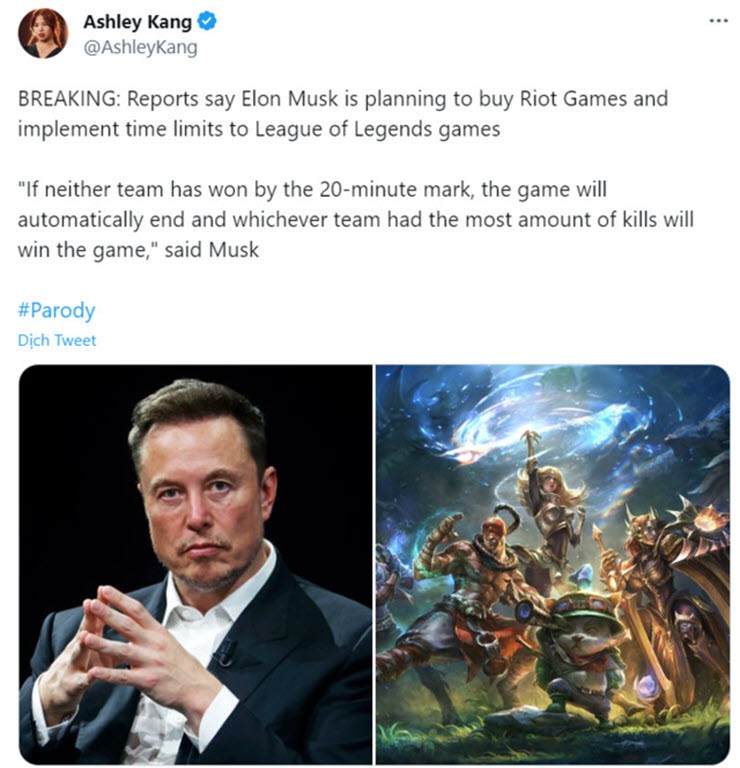 Ashley Kang
@AshleyKang
BREAKING: Reports say Elon Musk is planning to buy Riot Games and
implement time limits to League of Legends games
"If neither team has won by the 20-minute mark, the game will
automatically end and whichever team had the most amount of kills will
win the game," said Musk
#Parody
Dịch Tweet